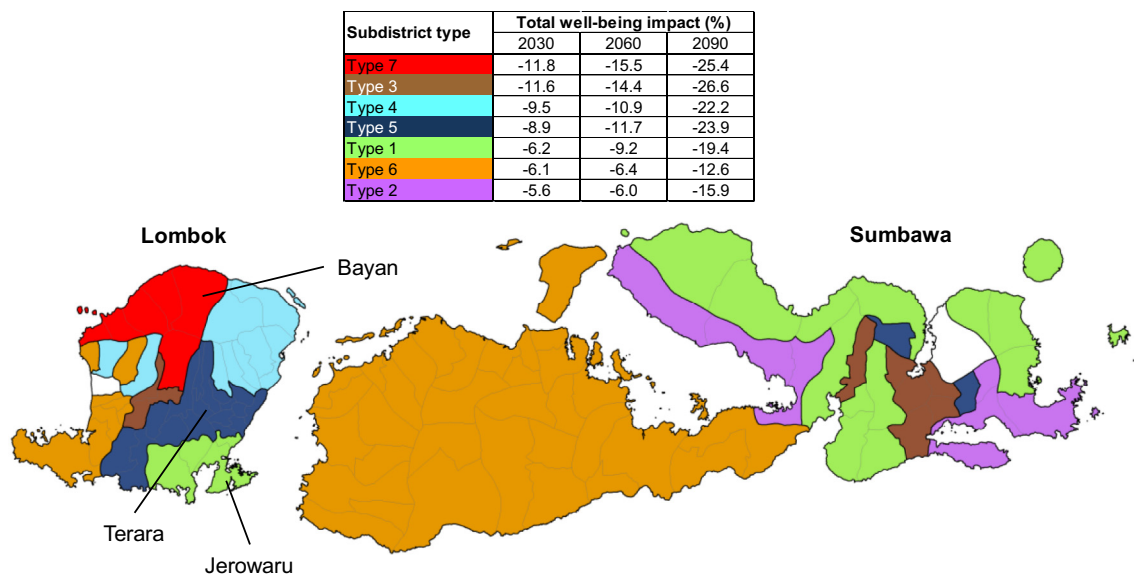 Subdistrict type Total well-being impact (%)
2030 2060 2090
Type 7 -11.8 -15.5 -25.4
Type 3 -11.6 -14.4 -26.6
Type 4 -9.5 -10.9 -22.2
Type 5 -8.9 -11.7 -23.9
Type 1 -6.2 -9.2 -19.4
Type 6 -6.1 -6.4 -12.6
Type 2 -5.6 -6.0 -15.9
Lombok
Sumbawa
Bayan
Terara
Jerowaru